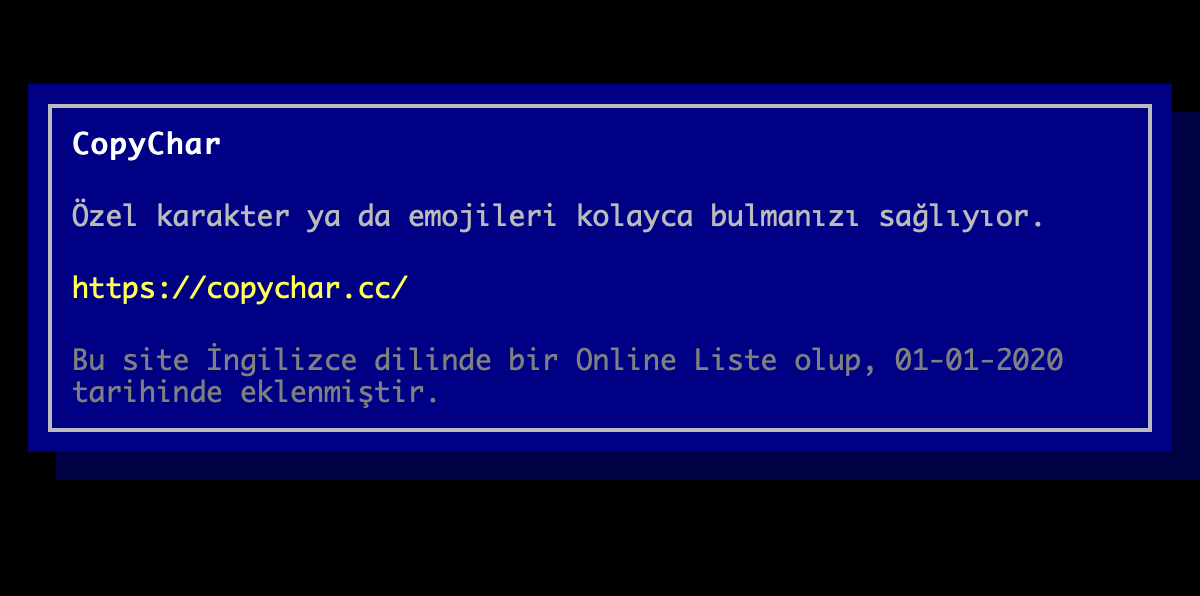 CopyChar
Özel karakter ya da emojileri kolayca bulmanızı sağlıyıor.
https://copychar.cc/
Bu site İngilizce dilinde bir Online Liste olup, 01-01-2020
tarihinde eklenmiştir.